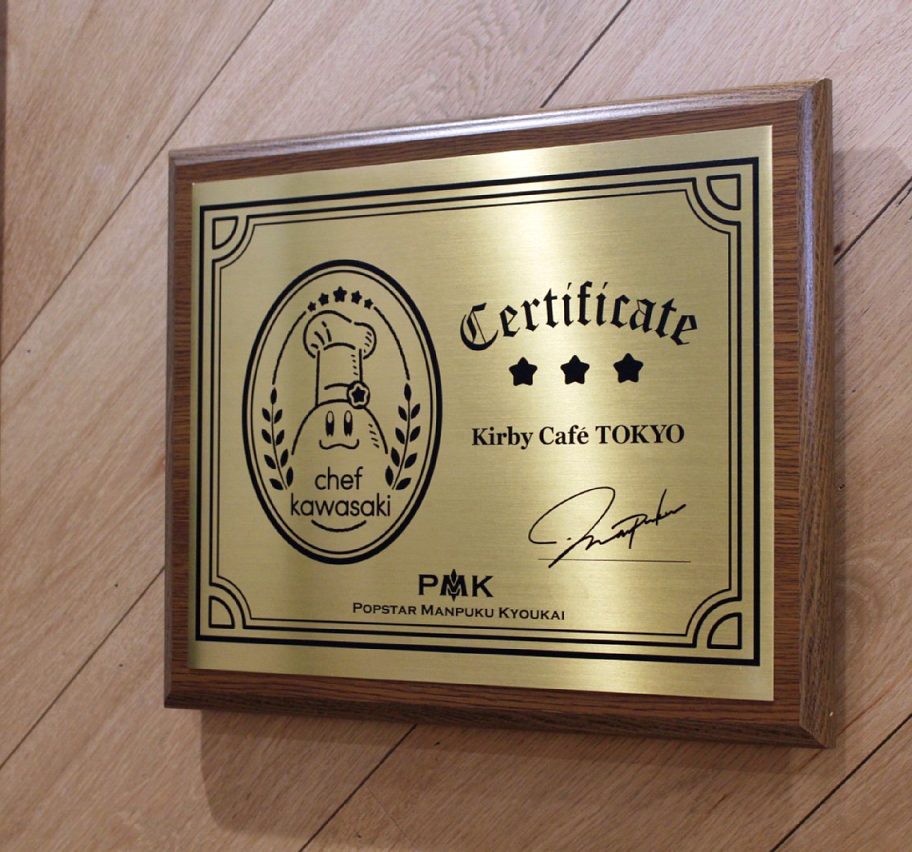 chef
kawasaki
Certificate
Kirby Café TOKYO
PMK
POPSTAR MANPUKU KYOUKAI